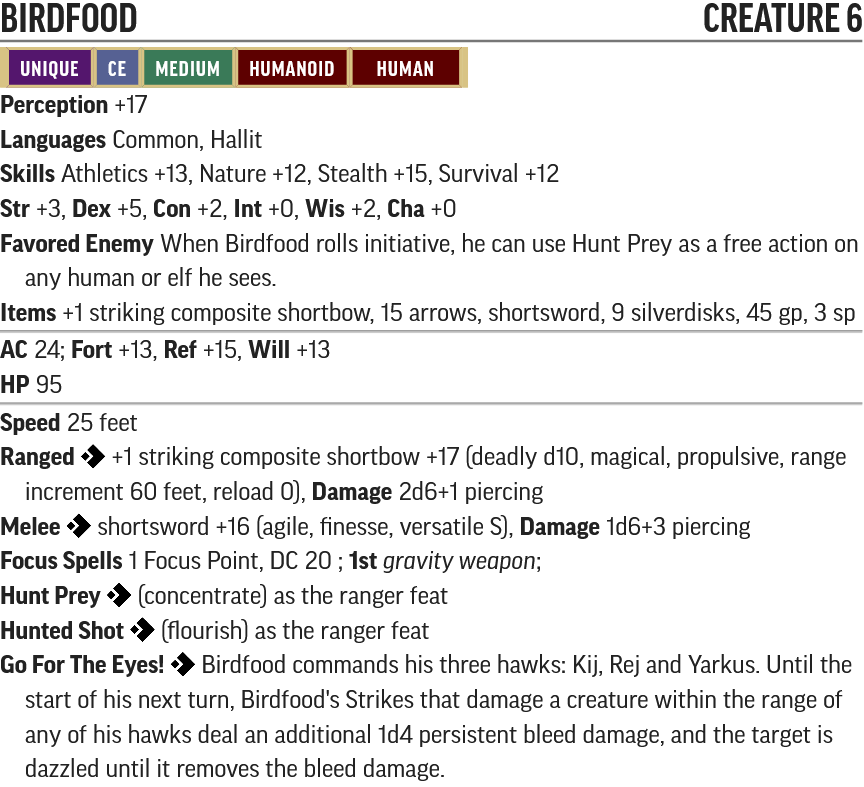 BIRDFOOD CREATURE 6
UNIQUE CE MEDIUM HUMANOID HUMAN
Perception +17
Languages Common, Hallit
Skills Athletics +13, Nature +12, Stealth +15, Survival +12
Str +3, Dex +5, Con +2, Int +0, Wis +2, Cha +0
Favored Enemy When Birdfood rolls initiative, he can use Hunt Prey as a free action on
any human or elf he sees.
Items +1 striking composite shortbow, 15 arrows, shortsword, 9 silverdisks, 45 gp, 3 sp
AC 24; Fort +13, Ref +15, Will +13
HP 95
Speed 25 feet
Ranged +1 striking composite shortbow +17 (deadly d10, magical, propulsive, range
increment 60 feet, reload 0), Damage 2d6+1 piercing
Melee shortsword +16 (agile, finesse, versatile S), Damage 1d6+3 piercing
Focus Spells 1 Focus Point, DC 20 ; 1st gravity weapon;
Hunt Prey (concentrate) as the ranger feat
Hunted Shot (flourish) as the ranger feat
Go For The Eyes! Birdfood commands his three hawks: Kij, Rej and Yarkus. Until the
start of his next turn, Birdfood's Strikes that damage a creature within the range of
any of his hawks deal an additional 1d4 persistent bleed damage, and the target is
dazzled until it removes the bleed damage.